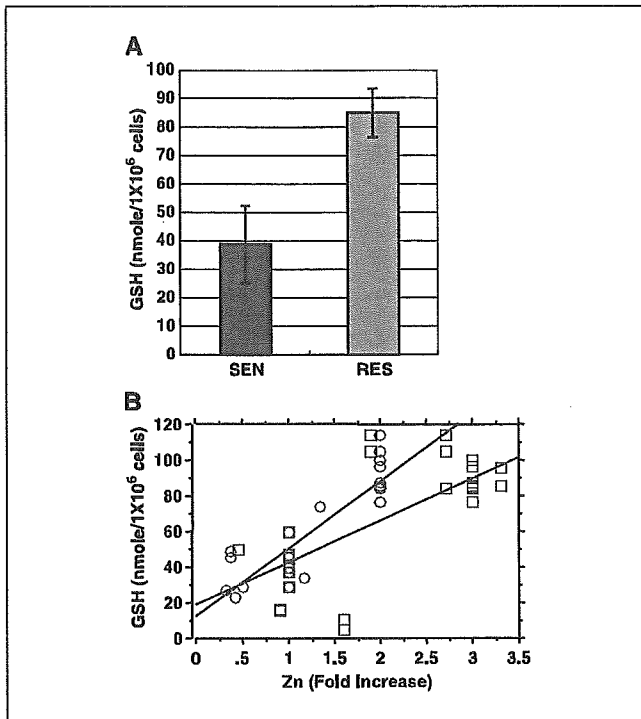 A
GSH (nmole/1X10⁶ cells)
100
90
80
70
60
50
40
30
20
10
0
SEN RES
B
GSH (nmole/1X10⁶ cells)
120
100
80
60
40
20
0
0 .5 1 1.5 2 2.5 3 3.5
Zn (Fold Increase)